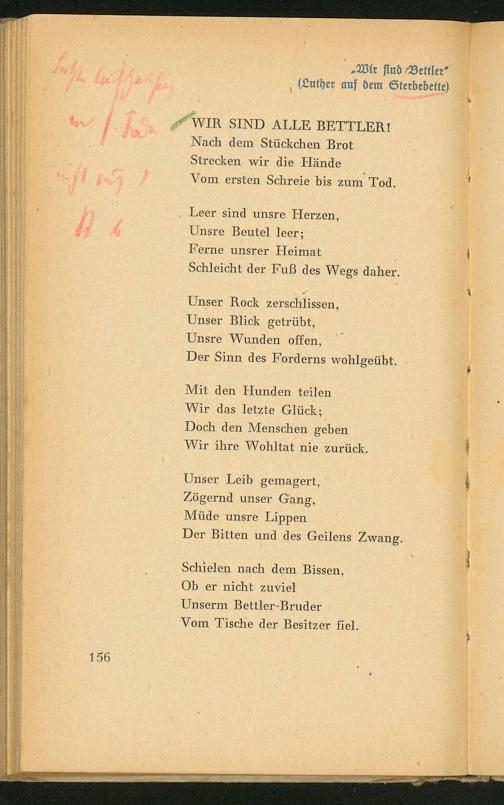 „Wir sind Bettler“
(Luther auf dem Sterbebette)
WIR SIND ALLE BETTLER!
Nach dem Stückchen Brot
Strecken wir die Hände
Vom ersten Schreie bis zum Tod.
Leer sind unsre Herzen,
Unsre Beutel leer;
Ferne unsrer Heimat
Schleicht der Fuß des Wegs daher.
Unser Rock zerschlissen,
Unser Blick getrübt,
Unsre Wunden offen,
Der Sinn des Forderns wohlgeübt.
Mit den Hunden teilen
Wir das letzte Glück;
Doch den Menschen geben
Wir ihre Wohltat nie zurück.
Unser Leib gemagert,
Zögernd unser Gang,
Müde unsre Lippen
Der Bitten und des Geilens Zwang.
Schielen nach dem Bissen,
Ob er nicht zuviel
Unserm Bettler-Bruder
Vom Tische der Besitzer fiel.
156